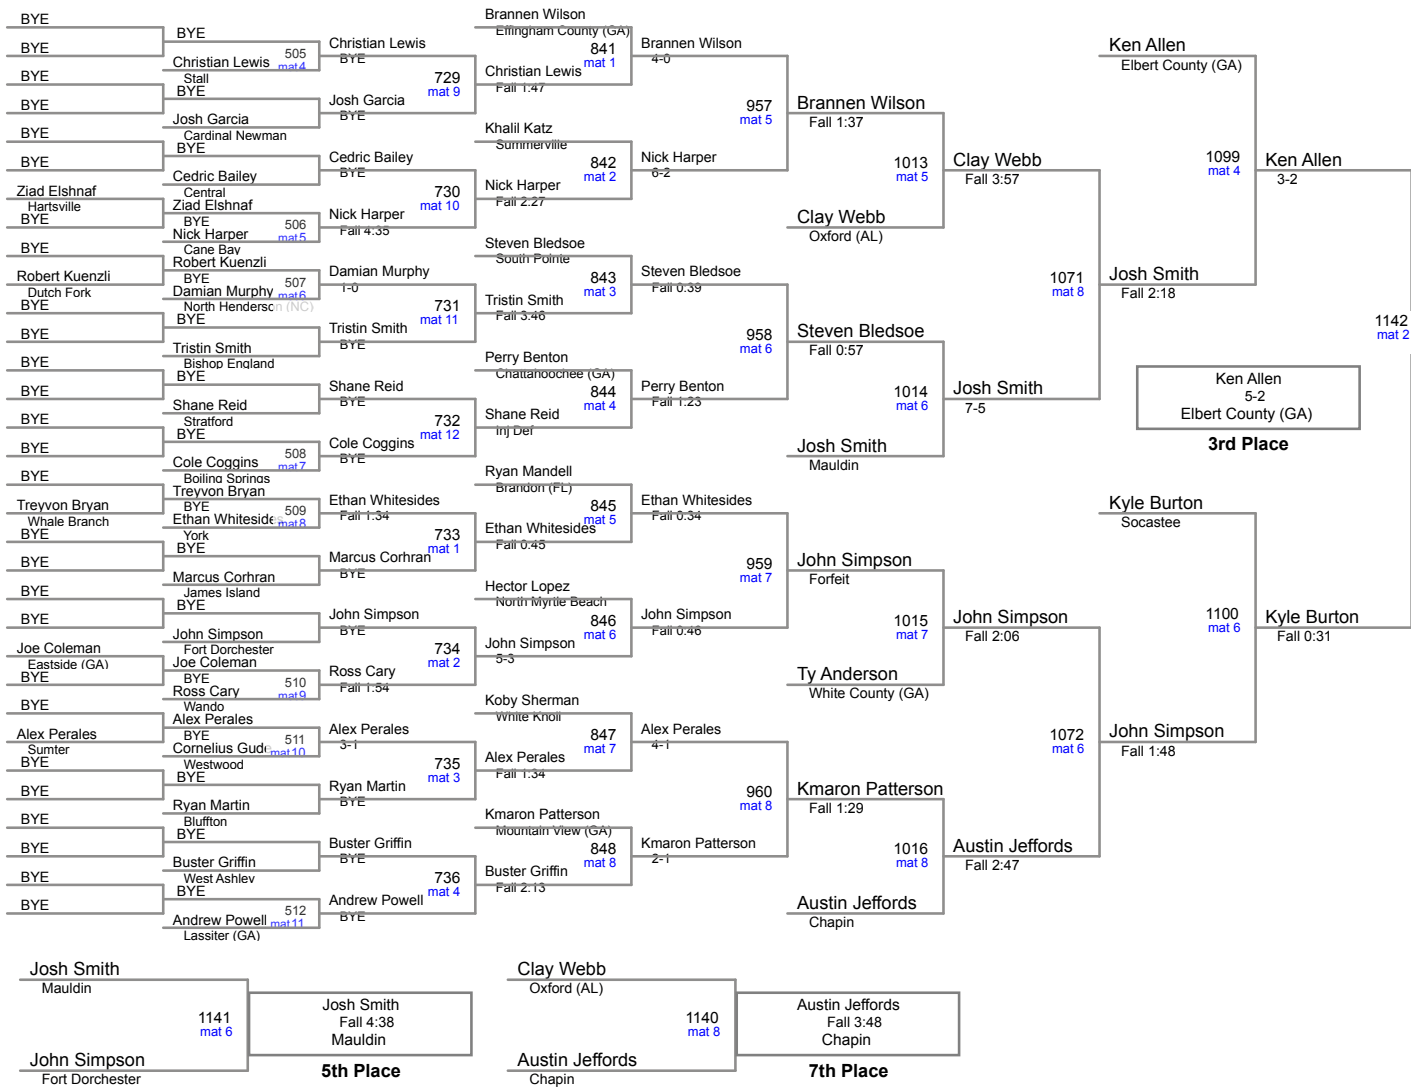 BYE
BYE
BYE
BYE
BYE
BYE
Ziad Elshnaf
Hartsville
BYE
BYE
Robert Kuenzli
Dutch Fork
BYE
BYE
BYE
BYE
BYE
BYE
BYE
Treyvon Bryan
Whale Branch
BYE
BYE
BYE
BYE
Joe Coleman
Eastside (GA)
BYE
BYE
Alex Perales
Sumter
BYE
BYE
BYE
BYE
BYE
BYE
BYE
505
mat4
Christian Lewis
Stall
BYE
Josh Garcia
Cardinal Newman
BYE
Cedric Bailey
Central
Ziad Elshnaf
BYE
506
mat5
Nick Harper
Cane Bay
Robert Kuenzli
BYE
507
mat6
Damian Murphy
North Henderson (NC)
BYE
Tristin Smith
Bishop England
BYE
Shane Reid
Stratford
BYE
508
mat7
Cole Coggins
Boiling Springs
Treyvon Bryan
BYE
509
mat8
Ethan Whitesides
York
BYE
Marcus Corhran
James Island
BYE
John Simpson
Fort Dorchester
Joe Coleman
BYE
510
mat9
Ross Cary
Wando
Alex Perales
BYE
511
mat10
Cornelius Gude
Westwood
BYE
Ryan Martin
Bluffton
BYE
Buster Griffin
West Ashley
BYE
512
mat11
Andrew Powell
Lassiter (GA)
Christian Lewis
BYE
729
mat 9
Josh Garcia
BYE
Cedric Bailey
BYE
730
mat 10
Nick Harper
Fall 4:35
Damian Murphy
1-0
731
mat 11
Tristin Smith
BYE
Shane Reid
BYE
732
mat 12
Cole Coggins
BYE
Ethan Whitesides
Fall 1:34
733
mat 1
Marcus Corhran
BYE
John Simpson
BYE
734
mat 2
Ross Cary
Fall 1:54
Alex Perales
3-1
735
mat 3
Ryan Martin
BYE
Buster Griffin
BYE
736
mat 4
Andrew Powell
BYE
Brannen Wilson
Effingham County (GA)
841
mat 1
Christian Lewis
Fall 1:47
Khalil Katz
Summerville
842
mat 2
Nick Harper
Fall 2:27
Steven Bledsoe
South Pointe
843
mat 3
Tristin Smith
Fall 3:46
Perry Benton
Chattahoochee (GA)
844
mat 4
Shane Reid
Inj Def
Ryan Mandell
Brandon (FL)
845
mat 5
Ethan Whitesides
Fall 0:45
Hector Lopez
North Myrtle Beach
846
mat 6
John Simpson
5-3
Koby Sherman
White Knoll
847
mat 7
Alex Perales
Fall 1:34
Kmaron Patterson
Mountain View (GA)
848
mat 8
Buster Griffin
Fall 2:13
Brannen Wilson
4-0
957
mat 5
Nick Harper
6-2
Steven Bledsoe
Fall 0:39
958
mat 6
Perry Benton
Fall 1:23
Ethan Whitesides
Fall 0:34
959
mat 7
John Simpson
Fall 0:46
Alex Perales
4-1
960
mat 8
Kmaron Patterson
2-1
Brannen Wilson
Fall 1:37
1013
mat 5
Clay Webb
Oxford (AL)
Steven Bledsoe
Fall 0:57
1014
mat 6
Josh Smith
Mauldin
John Simpson
Forfeit
1015
mat 7
Ty Anderson
White County (GA)
Kmaron Patterson
Fall 1:29
1016
mat 8
Austin Jeffords
Chapin
Clay Webb
Fall 3:57
1071
mat 8
Josh Smith
7-5
John Simpson
Fall 2:06
1072
mat 6
Austin Jeffords
Fall 2:47
Ken Allen
Elbert County (GA)
1099
mat 4
Josh Smith
Fall 2:18
Kyle Burton
Socastee
1100
mat 6
John Simpson
Fall 1:48
Ken Allen
3-2
1142
mat 2
Kyle Burton
Fall 0:31
Ken Allen
5-2
Elbert County (GA)
3rd Place
Josh Smith
Mauldin
1141
mat 6
John Simpson
Fort Dorchester
Josh Smith
Fall 4:38
Mauldin
5th Place
Clay Webb
Oxford (AL)
1140
mat 8
Austin Jeffords
Chapin
Austin Jeffords
Fall 3:48
Chapin
7th Place